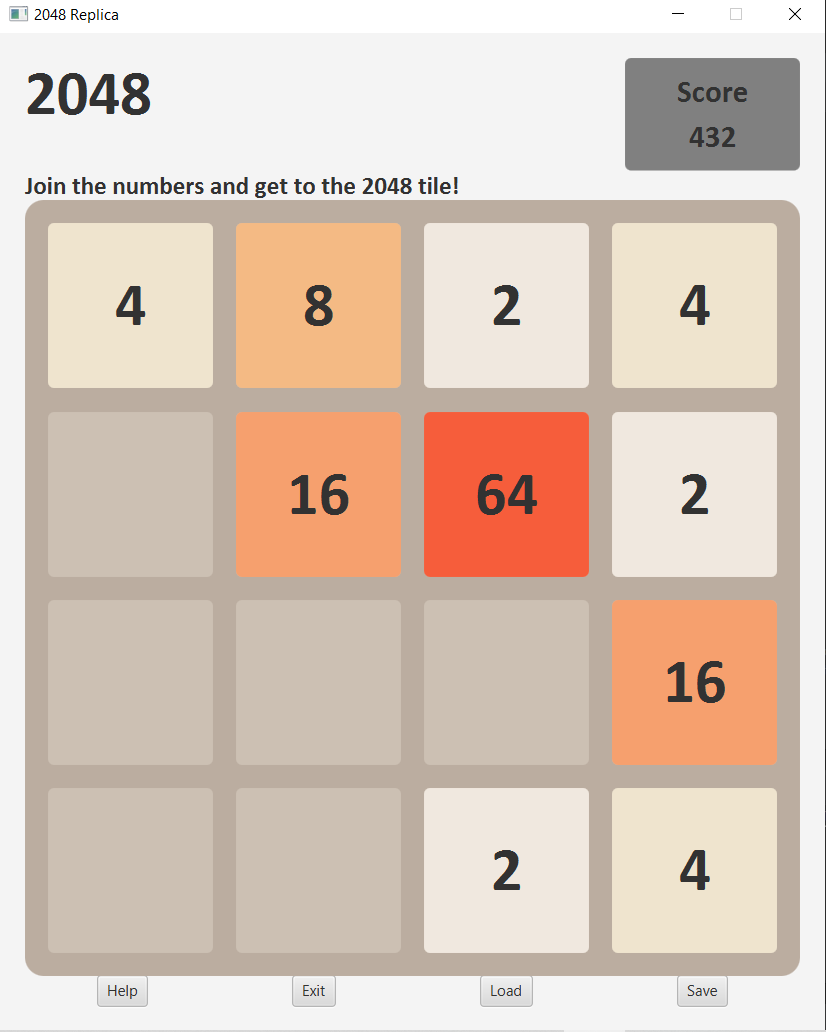 2048 Replica
2048
Score
432
Join the numbers and get to the 2048 tile!
4 8 2 4
16 64 2
16
2 4
Help Exit Load Save